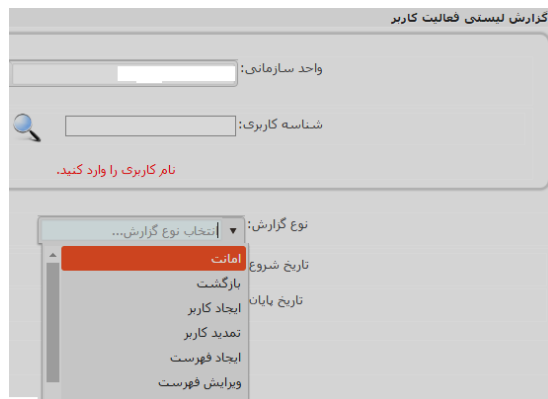 گزارش لیستی فعالیت کاربر
واحد سازمانی:
شناسه کاربری:
نام کاربری را وارد کنید.
نوع گزارش:
انتخاب نوع گزارش...
امانت
بازگشت
ایجاد کاربر
تمدید کاربر
ایجاد فهرست
ویرایش فهرست
تاریخ شروع
تاریخ پایان